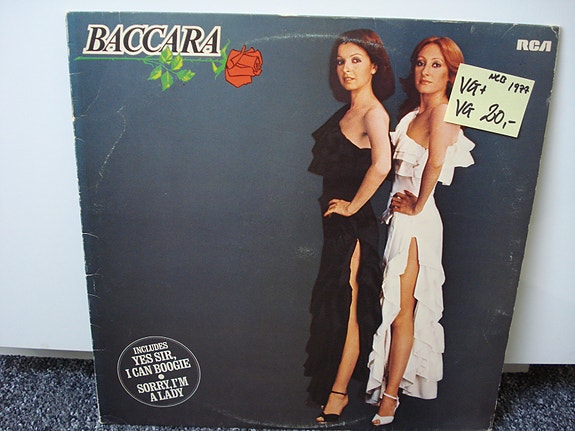 BACCARA
RCA
NCB 1977
VG+
VG 20,-
INCLUDES
YES SIR,
I CAN BOOGIE
•
SORRY, I'M
A LADY